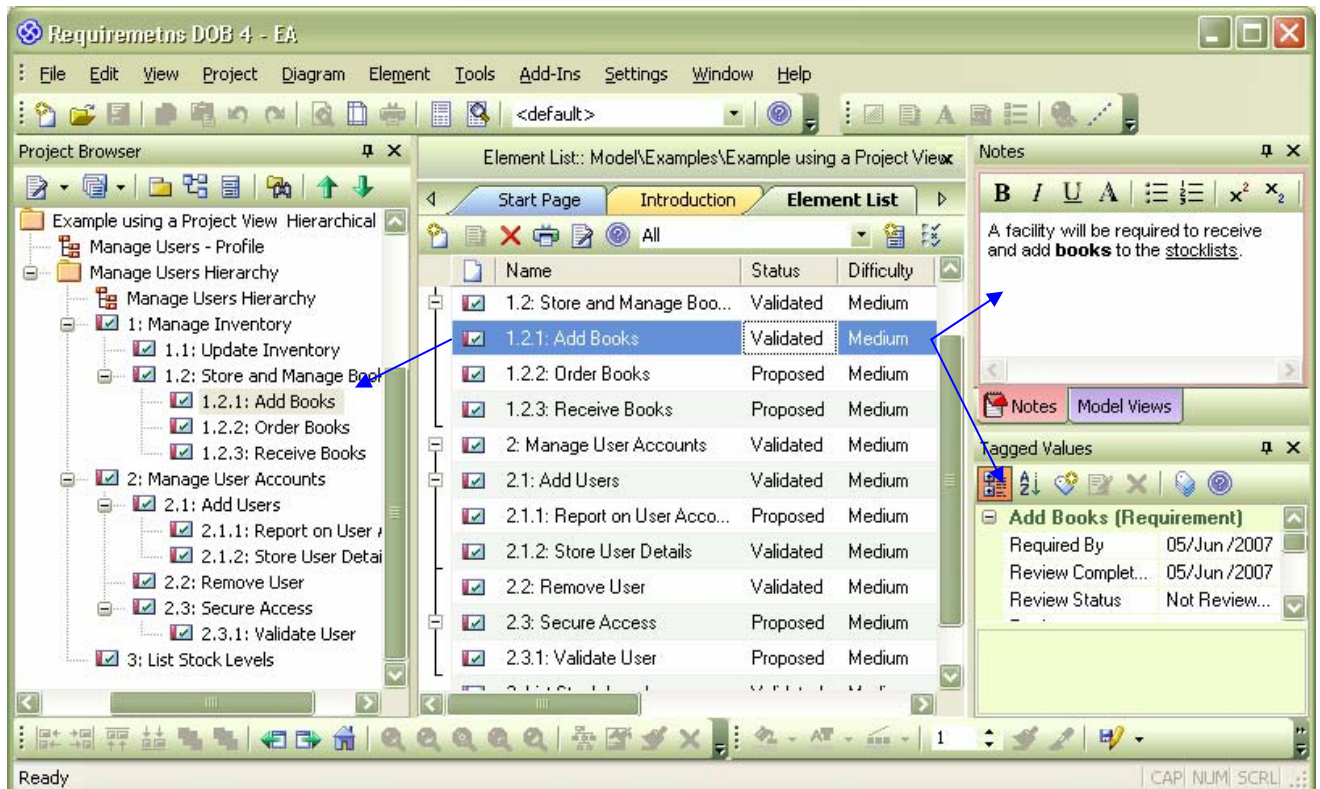 Requiremetns DOB 4 - EA
File Edit View Project Diagram Element Tools Add-Ins Settings Window Help
<default>
Project Browser
Example using a Project View Hierarchical
Manage Users - Profile
Manage Users Hierarchy
Manage Users Hierarchy
1: Manage Inventory
1.1: Update Inventory
1.2: Store and Manage Book
1.2.1: Add Books
1.2.2: Order Books
1.2.3: Receive Books
2: Manage User Accounts
2.1: Add Users
2.1.1: Report on User
2.1.2: Store User Detai
2.2: Remove User
2.3: Secure Access
2.3.1: Validate User
3: List Stock Levels
Element List:: Model\Examples\Example using a Project View
Start Page Introduction Element List
All
Name Status Difficulty
1.2: Store and Manage Boo... Validated Medium
1.2.1: Add Books Validated Medium
1.2.2: Order Books Proposed Medium
1.2.3: Receive Books Proposed Medium
2: Manage User Accounts Validated Medium
2.1: Add Users Validated Medium
2.1.1: Report on User Acco... Proposed Medium
2.1.2: Store User Details Validated Medium
2.2: Remove User Validated Medium
2.3: Secure Access Proposed Medium
2.3.1: Validate User Proposed Medium
Notes
B I U A x² x₂
A facility will be required to receive
and add books to the stocklists.
Notes Model Views
Tagged Values
Add Books (Requirement)
Required By 05/Jun /2007
Review Complet... 05/Jun /2007
Review Status Not Review...
1
Ready
CAP NUM SCRL